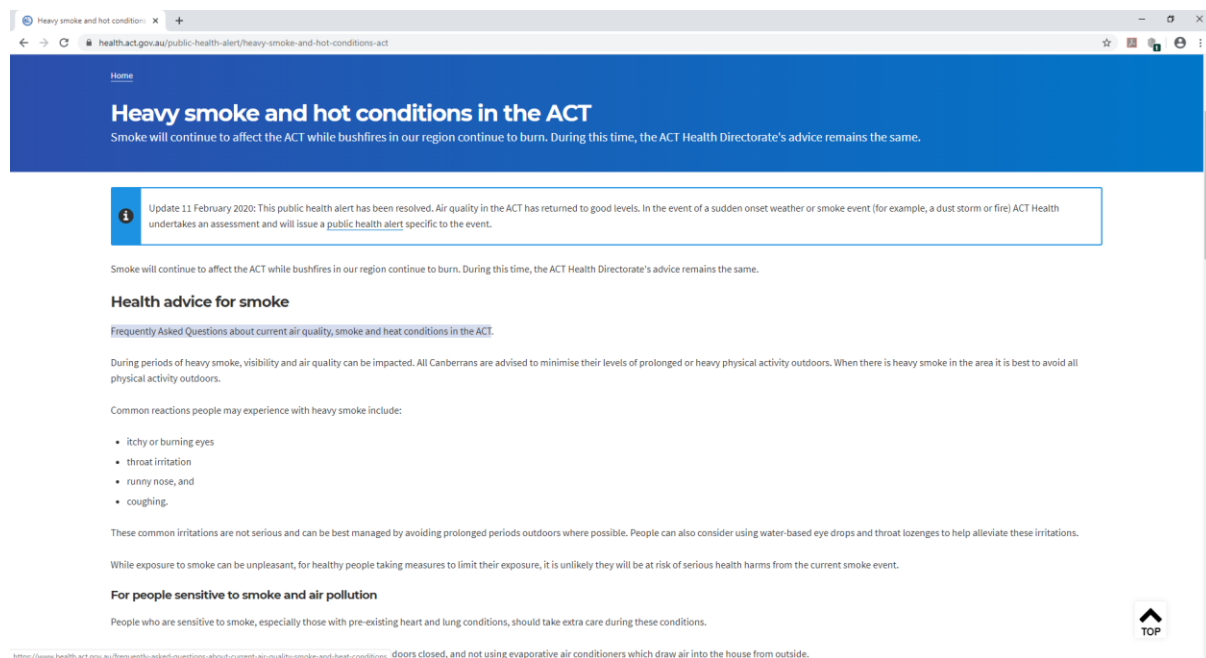 Heavy smoke and hot conditions
health.act.gov.au/public-health-alert/heavy-smoke-and-hot-conditions-act
Home
Heavy smoke and hot conditions in the ACT
Smoke will continue to affect the ACT while bushfires in our region continue to burn. During this time, the ACT Health Directorate's advice remains the same.
Update 11 February 2020: This public health alert has been resolved. Air quality in the ACT has returned to good levels. In the event of a sudden onset weather or smoke event (for example, a dust storm or fire) ACT Health
undertakes an assessment and will issue a public health alert specific to the event.
Smoke will continue to affect the ACT while bushfires in our region continue to burn. During this time, the ACT Health Directorate's advice remains the same.
Health advice for smoke
Frequently Asked Questions about current air quality, smoke and heat conditions in the ACT.
During periods of heavy smoke, visibility and air quality can be impacted. All Canberrans are advised to minimise their levels of prolonged or heavy physical activity outdoors. When there is heavy smoke in the area it is best to avoid all
physical activity outdoors.
Common reactions people may experience with heavy smoke include:
• itchy or burning eyes
• throat irritation
• runny nose, and
• coughing.
These common irritations are not serious and can be best managed by avoiding prolonged periods outdoors where possible. People can also consider using water-based eye drops and throat lozenges to help alleviate these irritations.
While exposure to smoke can be unpleasant, for healthy people taking measures to limit their exposure, it is unlikely they will be at risk of serious health harms from the current smoke event.
For people sensitive to smoke and air pollution
People who are sensitive to smoke, especially those with pre-existing heart and lung conditions, should take extra care during these conditions.
TOP
https://www.health.act.gov.au/frequently-asked-questions-about-current-air-quality-smoke-and-heat-conditions doors closed, and not using evaporative air conditioners which draw air into the house from outside.